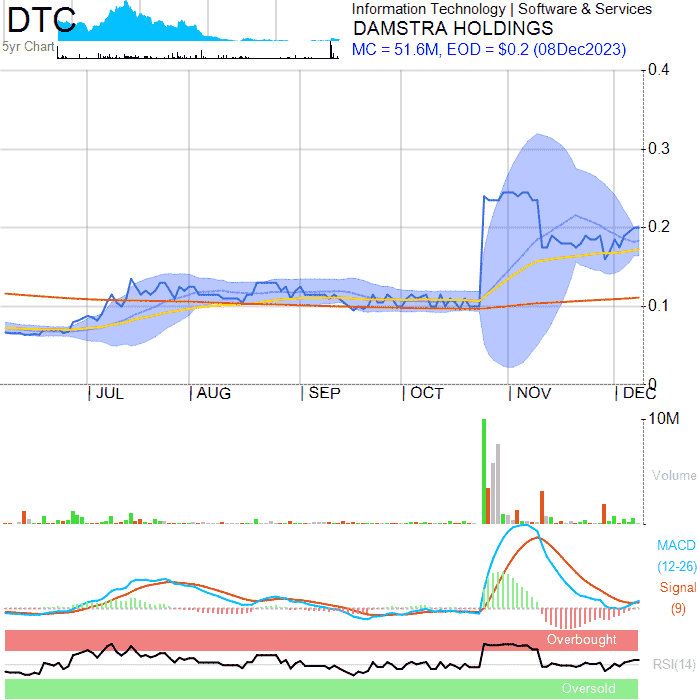 DTC
5yr Chart
Information Technology | Software & Services
DAMSTRA HOLDINGS
MC = 51.6M, EOD = $0.2 (08Dec2023)
0.4
0.3
0.2
0.1
0
JUL
AUG
SEP
OCT
NOV
DEC
10M
Volume
MACD
(12-26)
Signal
(9)
Overbought
RSI(14)
Oversold